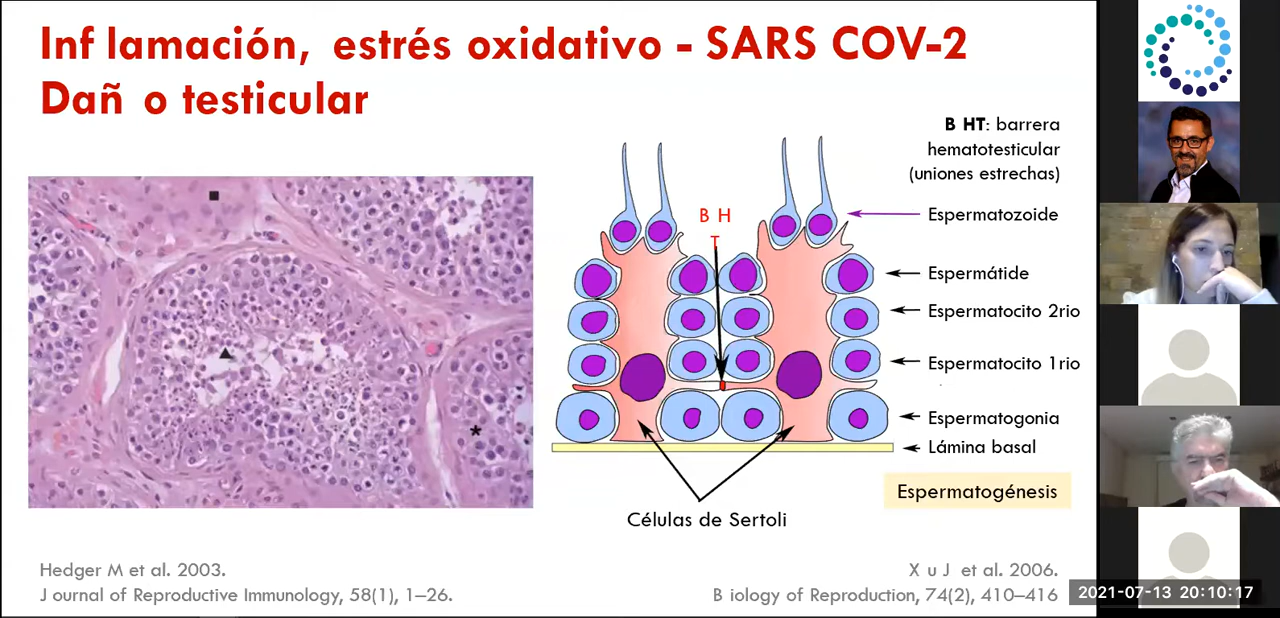 Inf lamación, estrés oxidativo - SARS COV-2
Dañ o testicular
B HT: barrera
hematotesticular
(uniones estrechas)
B H
T
Espermatozoide
Espermátide
Espermatocito 2rio
Espermatocito 1rio
Espermatogonia
Lámina basal
Espermatogénesis
Células de Sertoli
Hedger M et al. 2003.
J ournal of Reproductive Immunology, 58(1), 1–26.
X u J et al. 2006.
B iology of Reproduction, 74(2), 410–416
2021-07-13 20:10:17